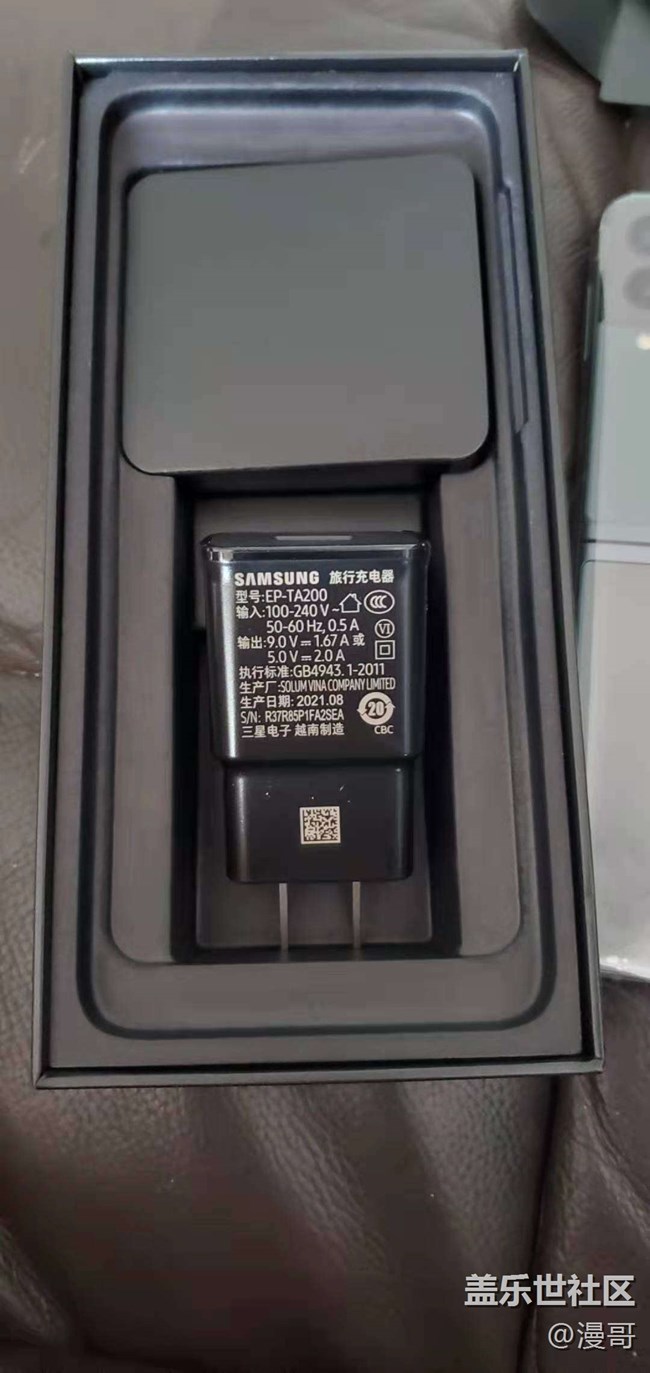 SAMSUNG 旅行充电器
型号:EP-TA200
输入:100-240 V~
50-60 Hz, 0.5 A
输出:9.0 V⎓1.67 A 或
5.0 V⎓2.0 A
执行标准:GB4943.1-2011
生产厂:SOLUM VINA COMPANY LIMITED
生产日期: 2021.08
S/N: R37R85P1FA2SEA
三星电子 越南制造
CCC
VI
20
CBC
盖乐世社区
@漫哥